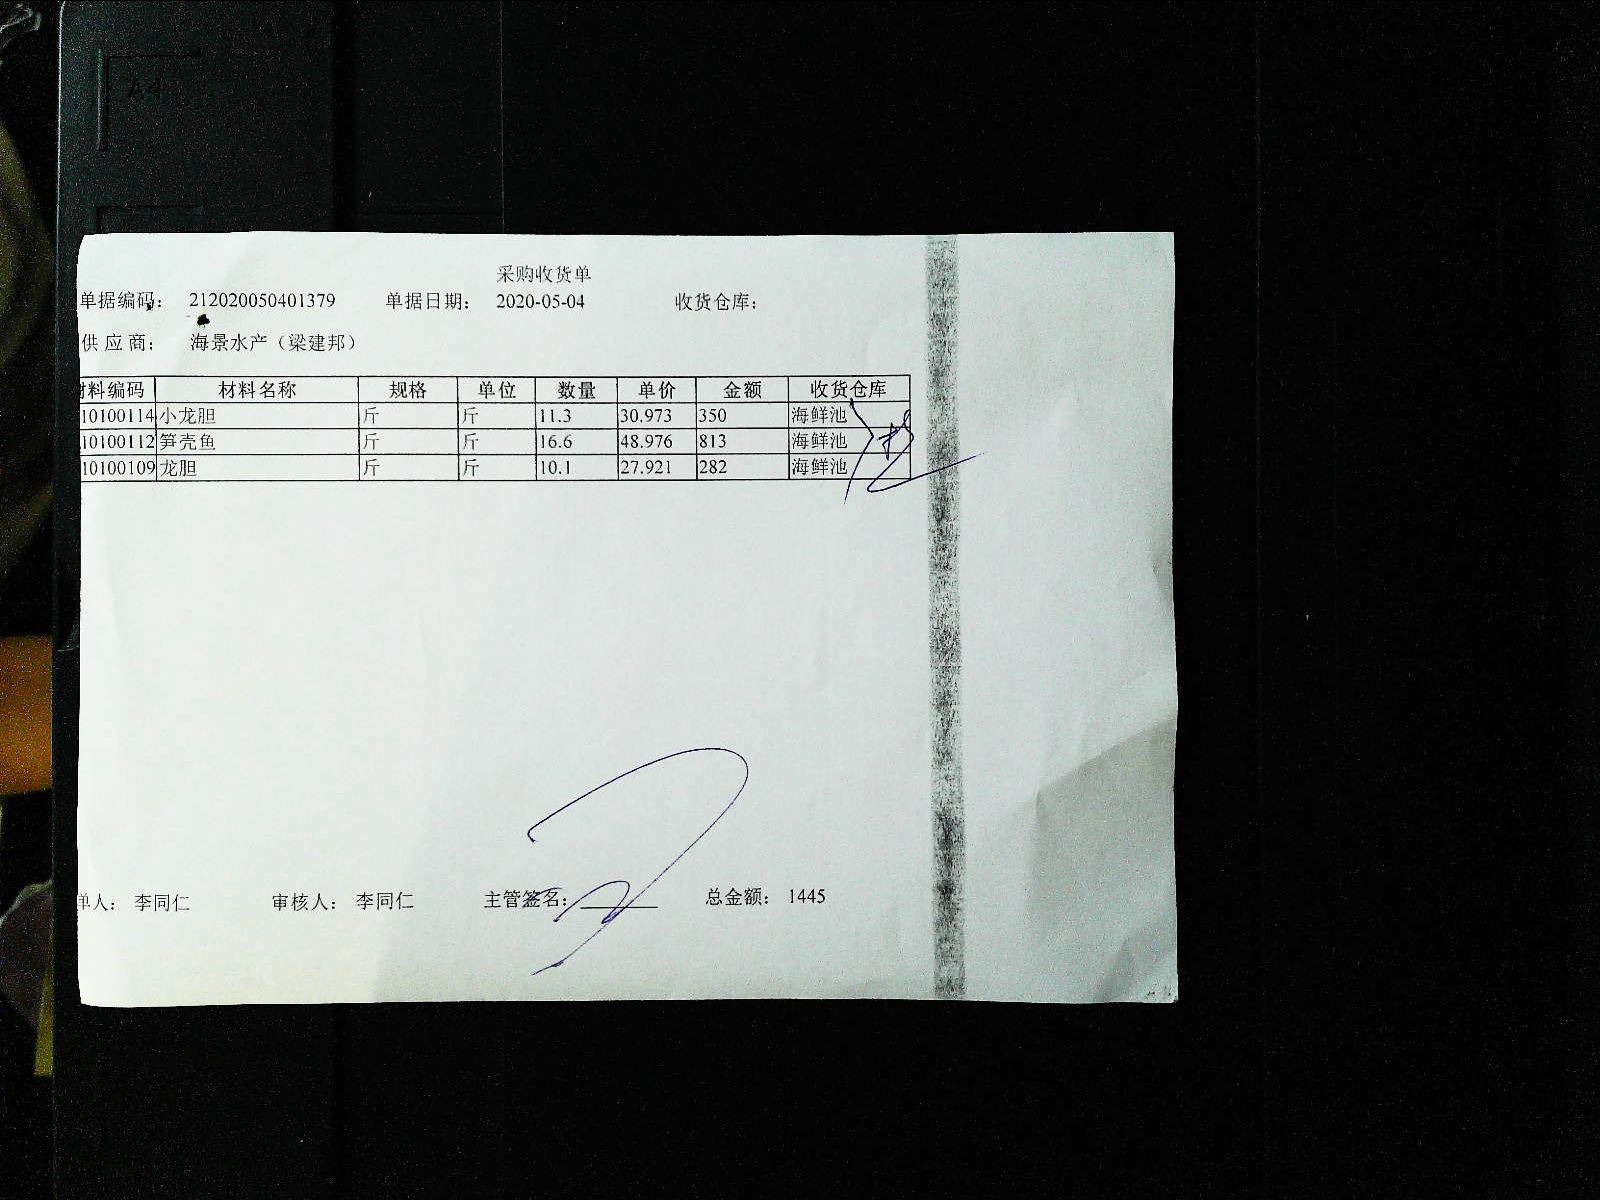 采购收货单
单据编码： 212020050401379 单据日期： 2020-05-04 收货仓库：
供应商： 海景水产（梁建邦）
材料编码 材料名称 规格 单位 数量 单价 金额 收货仓库
10100114 小龙胆 斤 斤 11.3 30.973 350 海鲜池
10100112 笋壳鱼 斤 斤 16.6 48.976 813 海鲜池
10100109 龙胆 斤 斤 10.1 27.921 282 海鲜池
单人： 李同仁 审核人： 李同仁 主管签名： 总金额： 1445